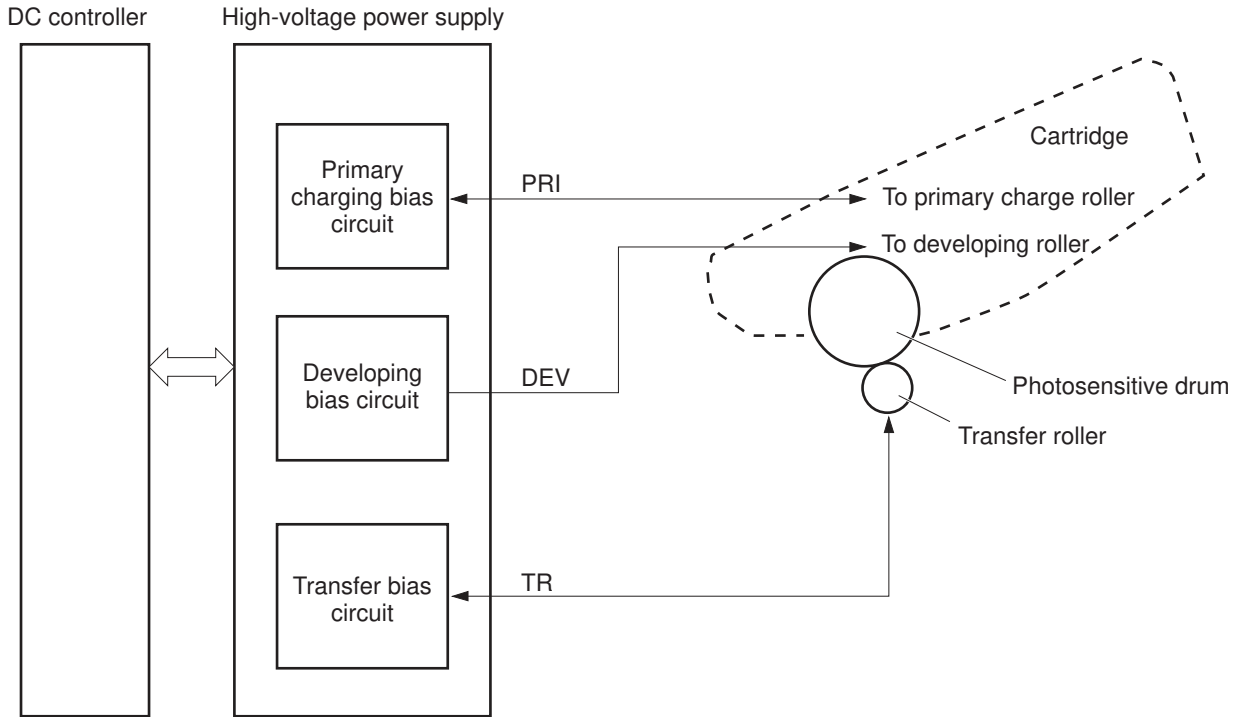 DC controller
High-voltage power supply
Primary
charging bias
circuit
PRI
Cartridge
To primary charge roller
To developing roller
Developing
bias circuit
DEV
Photosensitive drum
Transfer roller
Transfer bias
circuit
TR